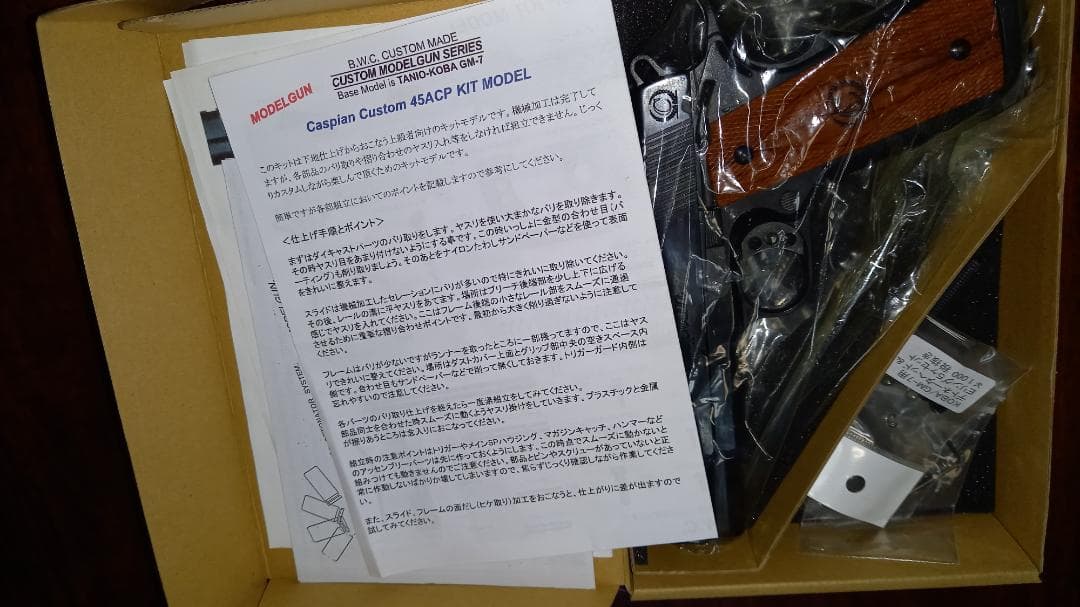 B.W.C. CUSTOM MADE
CUSTOM MODELGUN SERIES
Base Model is TANIO-KOBA GM-7
MODELGUN
Caspian Custom 45ACP KIT MODEL
このキットは下地仕上げからおこなう上級者向けのキットモデルです。機械加工は完了して
ますが、各部品のバリ取りや摺り合わせのヤスリ入れ等をしなければ組立できません。じっく
りカスタムしながら楽しんで頂くためのキットモデルです。
簡単ですが各部組立においてのポイントを記載しますので参考にしてください。
<仕上げ手順とポイント>
まずはダイキャストパーツのバリ取りをします。ヤスリを使い大まかなバリを取り除きます。
その時ヤスリ目をあまり付けないようにする事です。この時いっしょに金型の合わせ目(パ
ーティング)も削り取りましょう。そのあとをナイロンたわしサンドペーパーなどを使って表面
をきれいに整えます。
スライドは機械加工したセレーションにバリが多いので特にきれいに取り除いてください。
その後、レールの裏に平ヤスリをあてます。場所はブリーチ後端部を少し上下に広げる
感じでヤスリを入れてください。ここはフレーム後端の小さなレール部をスムーズに通過
させるために重要な摺り合わせポイントです。最初から大きく削り過ぎないように注意して
ください。
フレームはバリが少ないですがランナーを取ったところに一部残ってますので、ここはヤス
リできれいに整えてください。場所はダストカバー上面とグリップ部中央の空きスペース内
側です。合わせ目もサンドペーパーなどで削って無くしておきます。トリガーガード内側は
忘れやすいので注意してください。
各パーツのバリ取り仕上げを終えたら一度素組立をしてみてください。
部品同士を合わせた時スムーズに動くようヤスリ掛けをしていきます。プラスチックと金属
が擦りあうところは念入りにおこなってください。
組立時の注意ポイントはトリガーやメインSPハウジング、マガジンキャッチ、ハンマーなど
のアッセンブリーパーツは先に作っておくようにします。この時点でスムーズに動かないと
組みつけても動きませんのでご注意ください。部品とピンやスクリューがあっていないと正
常に作動しないばかりか壊してしまいますので、焦らずじっくり確認しながら作業してくださ
い。
また、スライド、フレームの面だし(ヒケ取り)加工をおこなうと、仕上がりに差が出ますので
試してみてください。